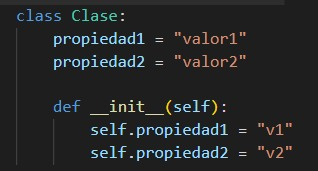 class Clase:
    propiedad1 = "valor1"
    propiedad2 = "valor2"
    def __init__(self):
        self.propiedad1 = "v1"
        self.propiedad2 = "v2"